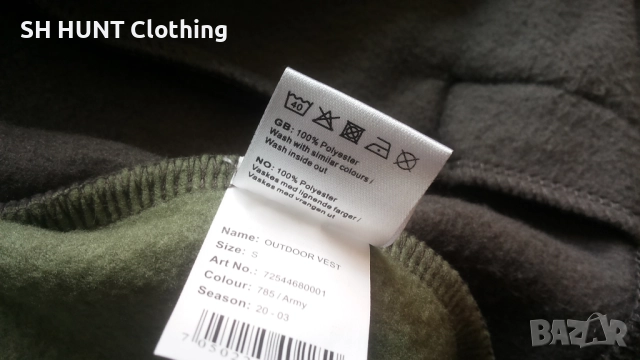 SH HUNT Clothing
40
GB: 100% Polyester
Wash with similar colours /
Wash inside out
NO: 100% Polyester
Vaskes med lignende farger /
Vaskes med vrangen ut
Name: OUTDOOR VEST
Size: S
Art No.: 72544680001
Colour: 785 / Army
Season: 20 - 03
BAZAR